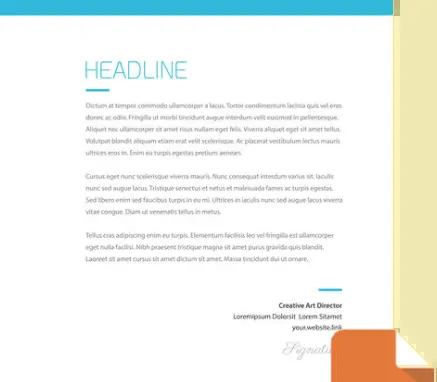 HEADLINE
Dictum at tempor commodo ullamcorper a lacus. Tortor condimentum lacinia quis vel eros
donec ac odio. Fringilla ut morbi tincidunt augue interdum velit euismod in pellentesque.
Aliquet nec ullamcorper sit amet risus nullam eget felis. Viverra aliquet eget sit amet tellus.
Volutpat blandit aliquam etiam erat velit scelerisque. Ac placerat vestibulum lectus mauris
ultrices eros in. Enim eu turpis egestas pretium aenean.
Cursus eget nunc scelerisque viverra mauris. Nunc consequat interdum varius sit. Iaculis
nunc sed augue lacus. Tristique senectus et natus et malesuada fames ac turpis egestas.
Sed libero enim sed faucibus turpis in eu mi. Ultrices in iaculis nunc sed augue lacus viverra
vitae congue. Diam ut venenatis tellus in metus.
Tellus cras adipiscing enim eu turpis. Elementum facilisis leo vel fringilla est ullamcorper
eget nulla facilisi. Nibh praesent tristique magna sit amet purus gravida quis blandit.
Laoreet sit amet cursus sit amet dictum sit amet. Massa tincidunt dui ut ornare.
Creative Art Director
Loremipsum Dolorsit Lorem Sitamet
your.website.link